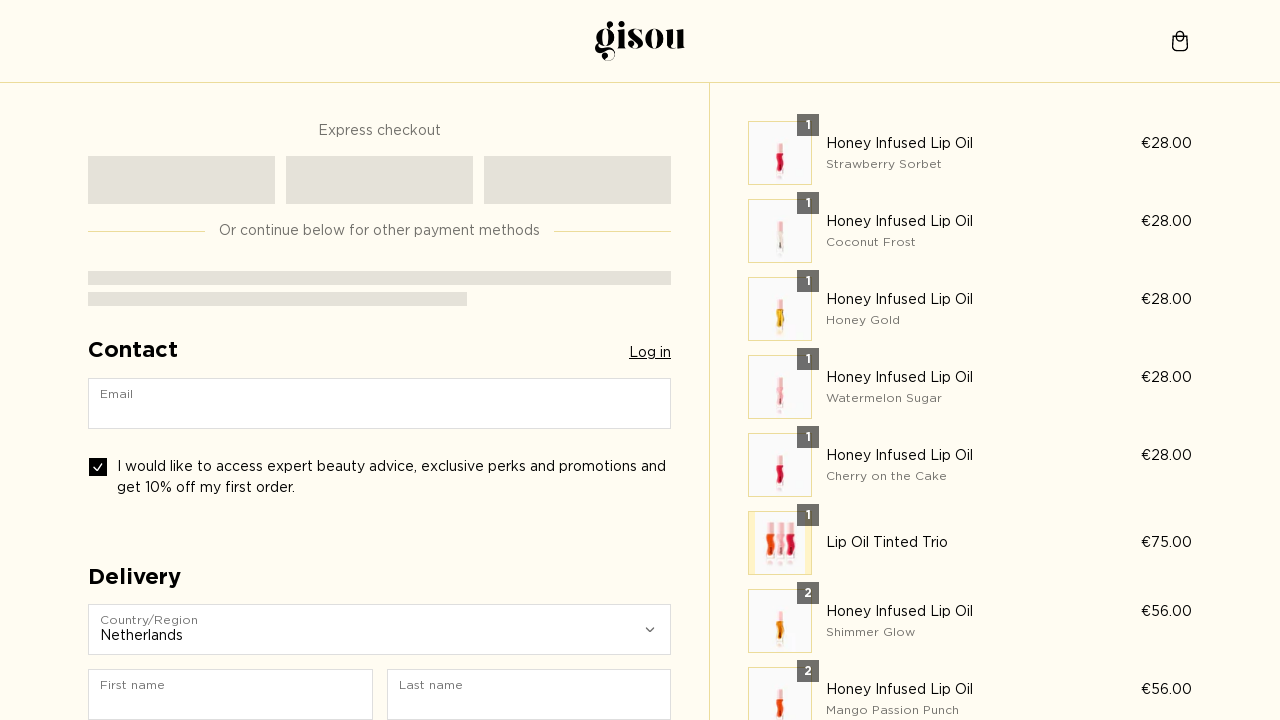 gisou
Express checkout
Or continue below for other payment methods
Contact
Log in
Email
I would like to access expert beauty advice, exclusive perks and promotions and
get 10% off my first order.
Delivery
Country/Region
Netherlands
First name
Last name
1
Honey Infused Lip Oil
€28.00
Strawberry Sorbet
1
Honey Infused Lip Oil
€28.00
Coconut Frost
1
Honey Infused Lip Oil
€28.00
Honey Gold
1
Honey Infused Lip Oil
€28.00
Watermelon Sugar
1
Honey Infused Lip Oil
€28.00
Cherry on the Cake
1
Lip Oil Tinted Trio
€75.00
2
Honey Infused Lip Oil
€56.00
Shimmer Glow
2
Honey Infused Lip Oil
€56.00
Mango Passion Punch